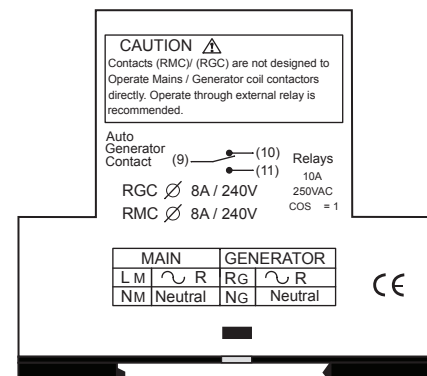 CAUTION ⚠
Contacts (RMC)/ (RGC) are not designed to
Operate Mains / Generator coil contactors
directly. Operate through external relay is
recommended.
Auto
Generator
Contact (9) (10)
(11)
Relays
10A
250VAC
COS = 1
RGC ∅ 8A / 240V
RMC ∅ 8A / 240V
MAIN GENERATOR
LM ∿ R RG ∿ R
NM Neutral NG Neutral
CE